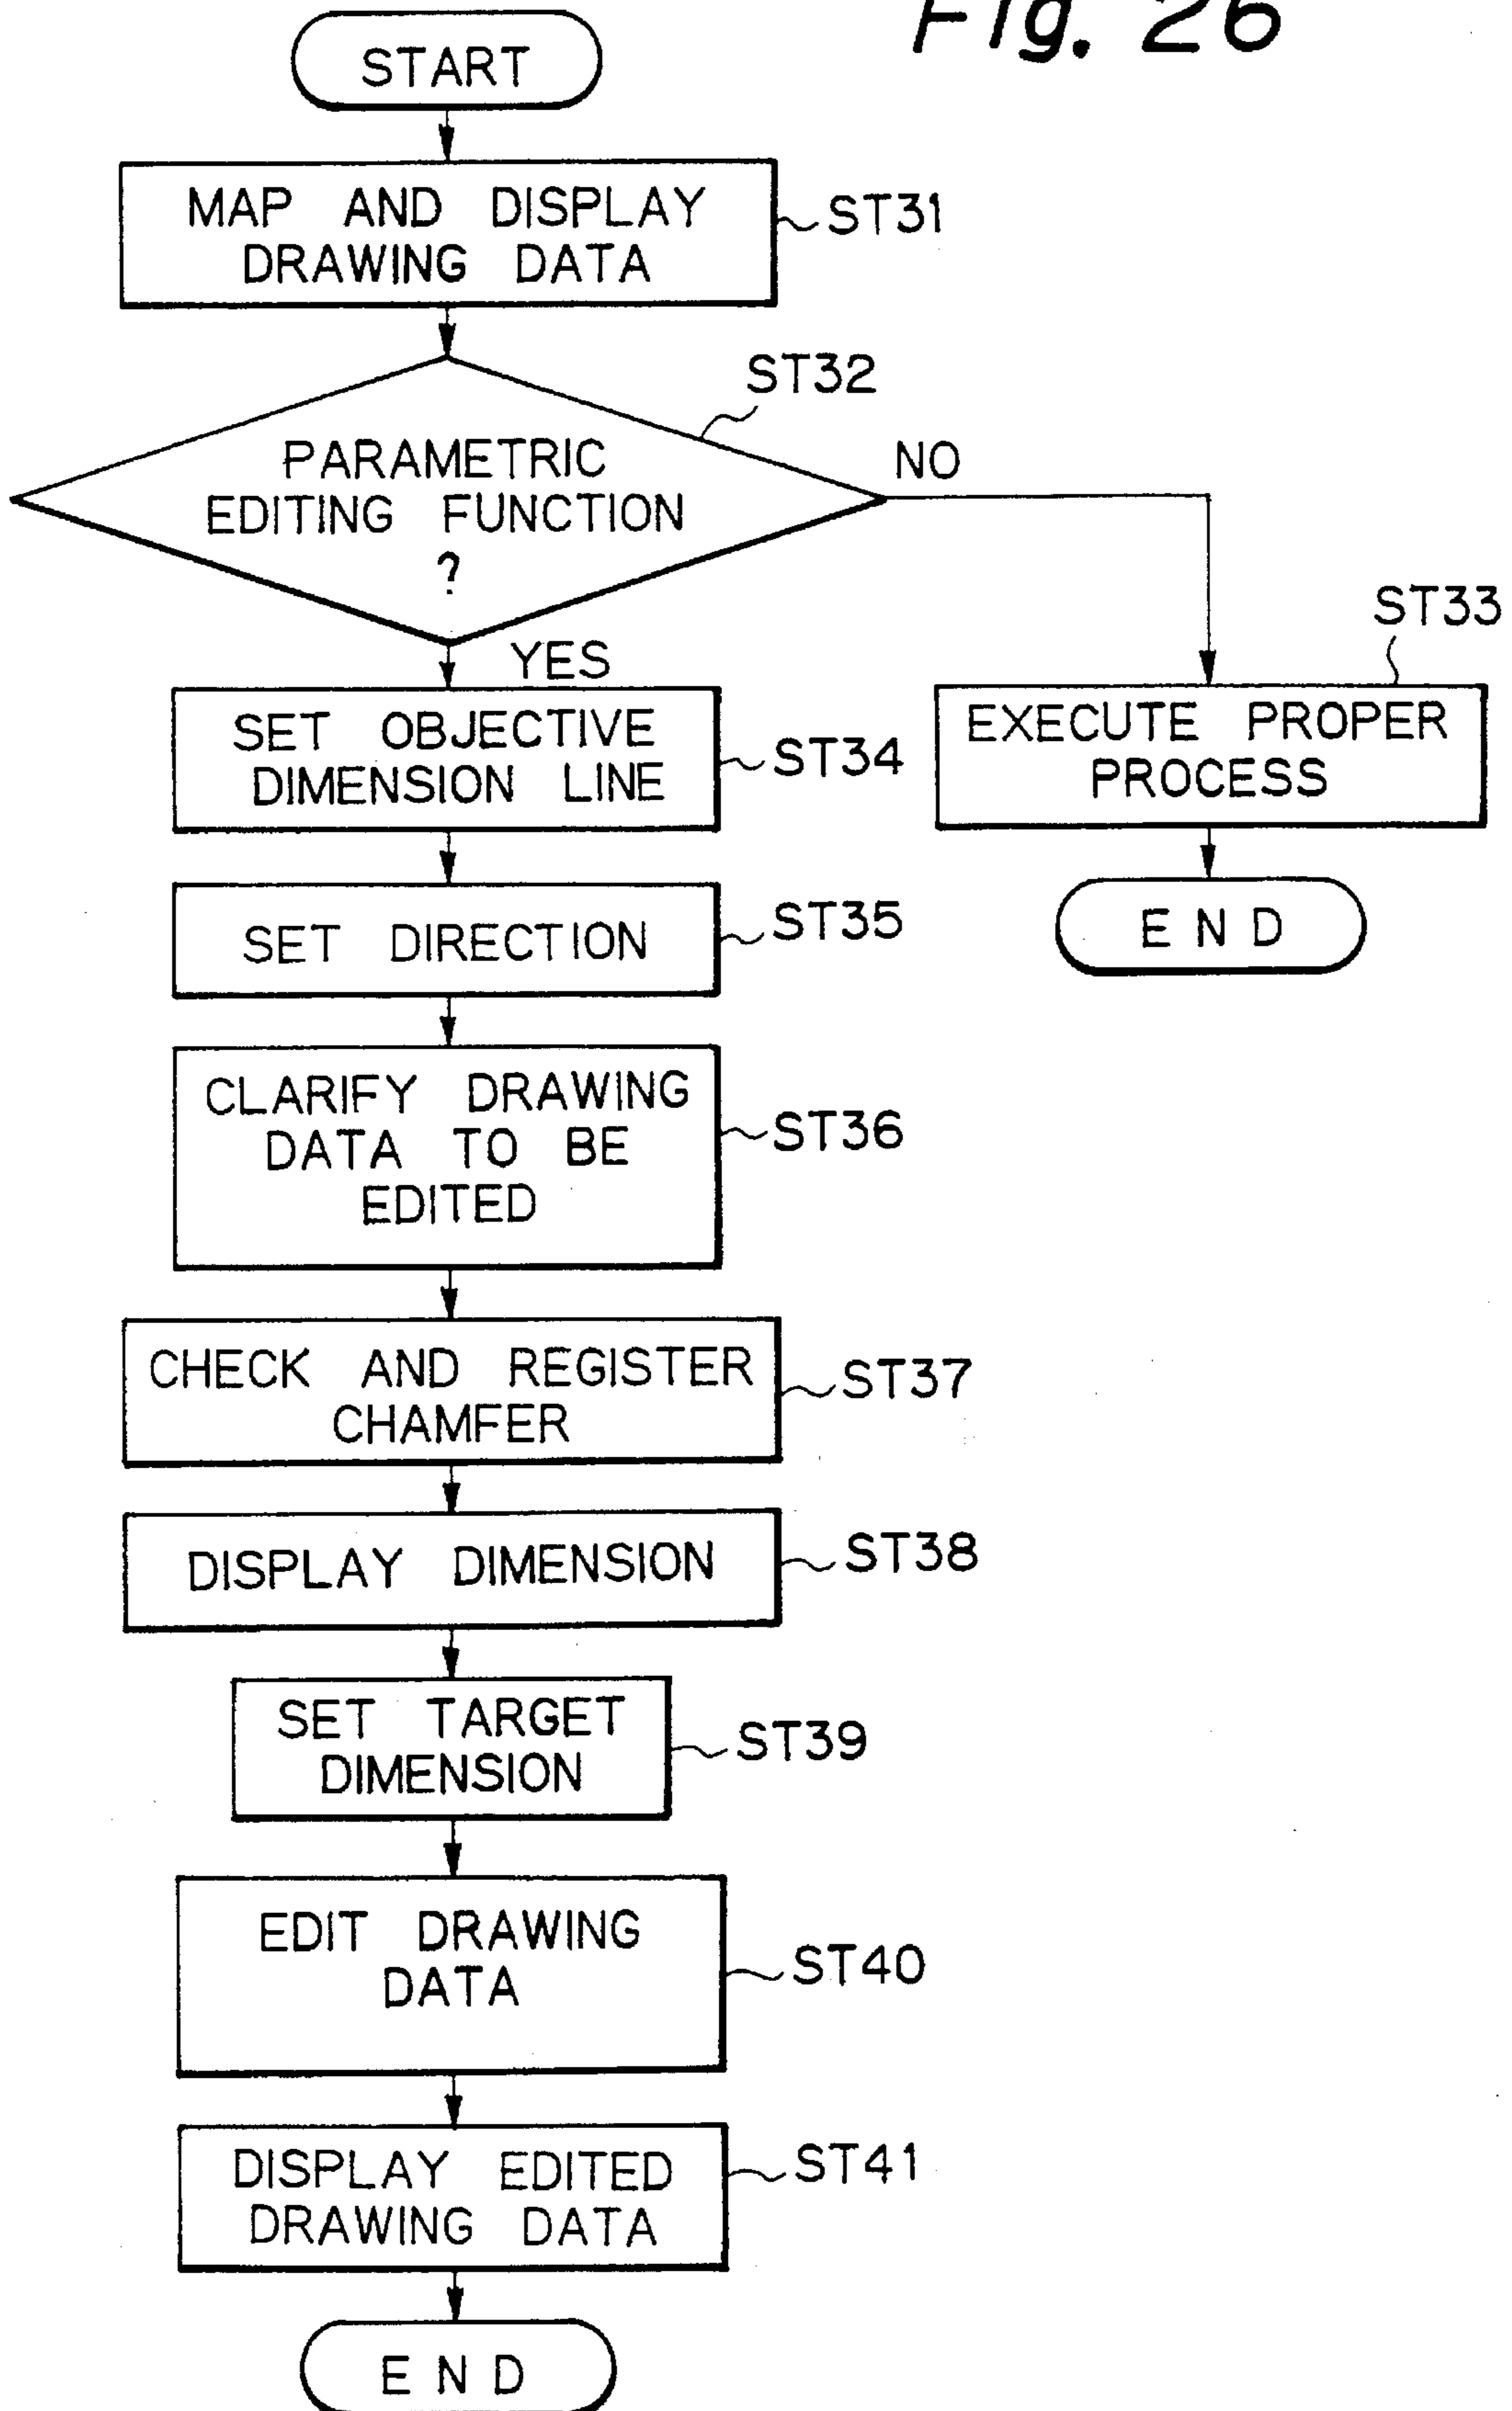 Fig. 26
START
MAP AND DISPLAY
DRAWING DATA
ST31
ST32
PARAMETRIC
EDITING FUNCTION
?
NO
YES
ST33
EXECUTE PROPER
PROCESS
END
SET OBJECTIVE
DIMENSION LINE
ST34
SET DIRECTION
ST35
CLARIFY DRAWING
DATA TO BE
EDITED
ST36
CHECK AND REGISTER
CHAMFER
ST37
DISPLAY DIMENSION
ST38
SET TARGET
DIMENSION
ST39
EDIT DRAWING
DATA
ST40
DISPLAY EDITED
DRAWING DATA
ST41
END